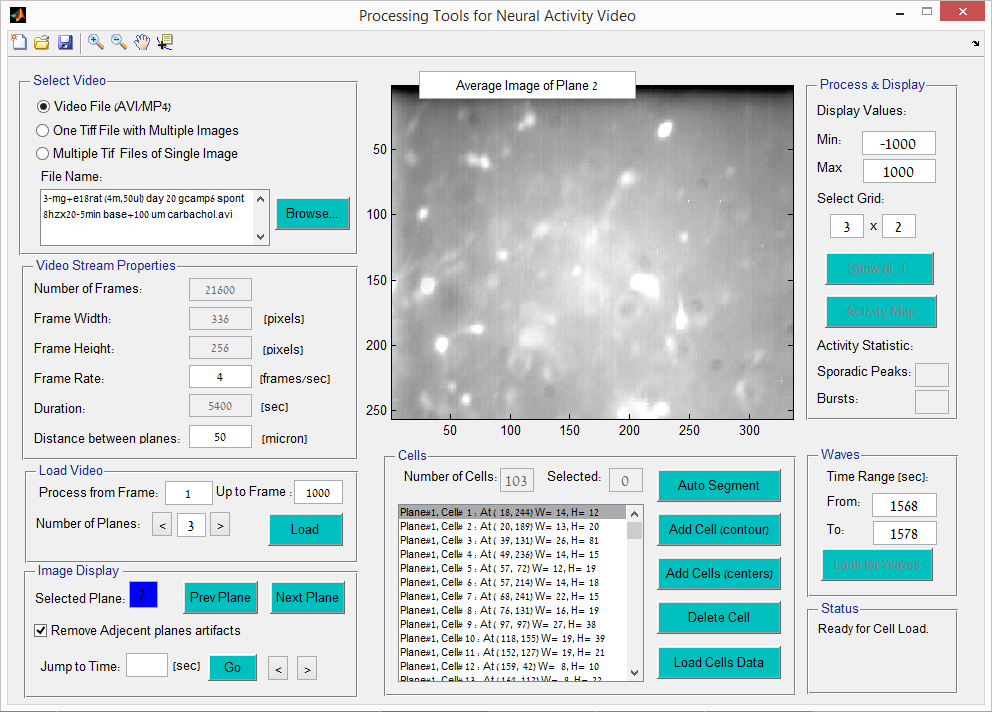 Processing Tools for Neural Activity Video
Select Video
Video File (AVI/MP4)
One Tiff File with Multiple Images
Multiple Tif Files of Single Image
File Name:
3-mg+e18rat (4m,50ul) day 20 gcamp6 spont
8hzx20-5min base+100 um carbachol.avi
Browse...
Video Stream Properties
Number of Frames: 21600
Frame Width: 336 [pixels]
Frame Height: 256 [pixels]
Frame Rate: 4 [frames/sec]
Duration: 5400 [sec]
Distance between planes: 50 [micron]
Load Video
Process from Frame: 1 Up to Frame : 1000
Number of Planes: < 3 > Load
Image Display
Selected Plane: 2 Prev Plane Next Plane
Remove Adjecent planes artifacts
Jump to Time: [sec] Go < >
Average Image of Plane 2
50
100
150
200
250
50 100 150 200 250 300
Cells
Number of Cells: 103 Selected: 0
Plane#1, Cell# 1 : At ( 18, 244) W= 14, H= 12
Plane#1, Cell# 2 : At ( 20, 189) W= 13, H= 20
Plane#1, Cell# 3 : At ( 39, 131) W= 26, H= 81
Plane#1, Cell# 4 : At ( 49, 236) W= 14, H= 15
Plane#1, Cell# 5 : At ( 57, 72) W= 12, H= 19
Plane#1, Cell# 6 : At ( 57, 214) W= 14, H= 18
Plane#1, Cell# 7 : At ( 68, 241) W= 22, H= 15
Plane#1, Cell# 8 : At ( 76, 131) W= 16, H= 19
Plane#1, Cell# 9 : At ( 97, 97) W= 27, H= 38
Plane#1, Cell# 10 : At (118, 155) W= 19, H= 39
Plane#1, Cell# 11 : At (152, 127) W= 19, H= 21
Plane#1, Cell# 12 : At (159, 42) W= 8, H= 10
Plane#1, Cell# 13 : At (164, 112) W= 8, H= 22
Auto Segment
Add Cell (contour)
Add Cells (centers)
Delete Cell
Load Cells Data
Process & Display
Display Values:
Min: -1000
Max 1000
Select Grid:
3 x 2
Activity Map
Activity Statistic:
Sporadic Peaks:
Bursts:
Waves
Time Range [sec]:
From: 1568
To: 1578
Look for Waves
Status
Ready for Cell Load.